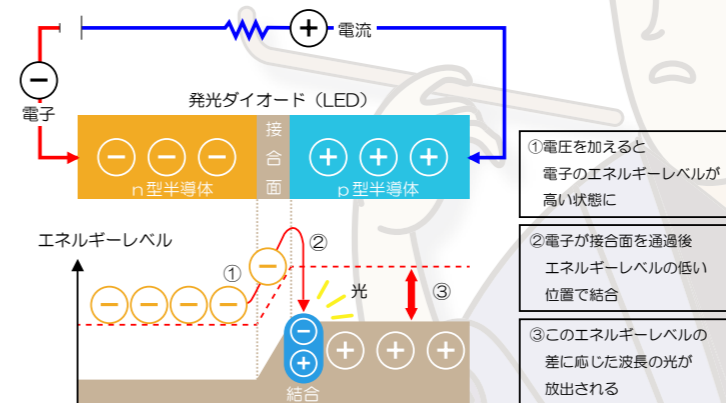 電流
電子
発光ダイオード（LED）
接合面
n型半導体
p型半導体
①電圧を加えると
電子のエネルギーレベルが
高い状態に
エネルギーレベル
①
②
光
③
結合
②電子が接合面を通過後
エネルギーレベルの低い
位置で結合
③このエネルギーレベルの
差に応じた波長の光が
放出される